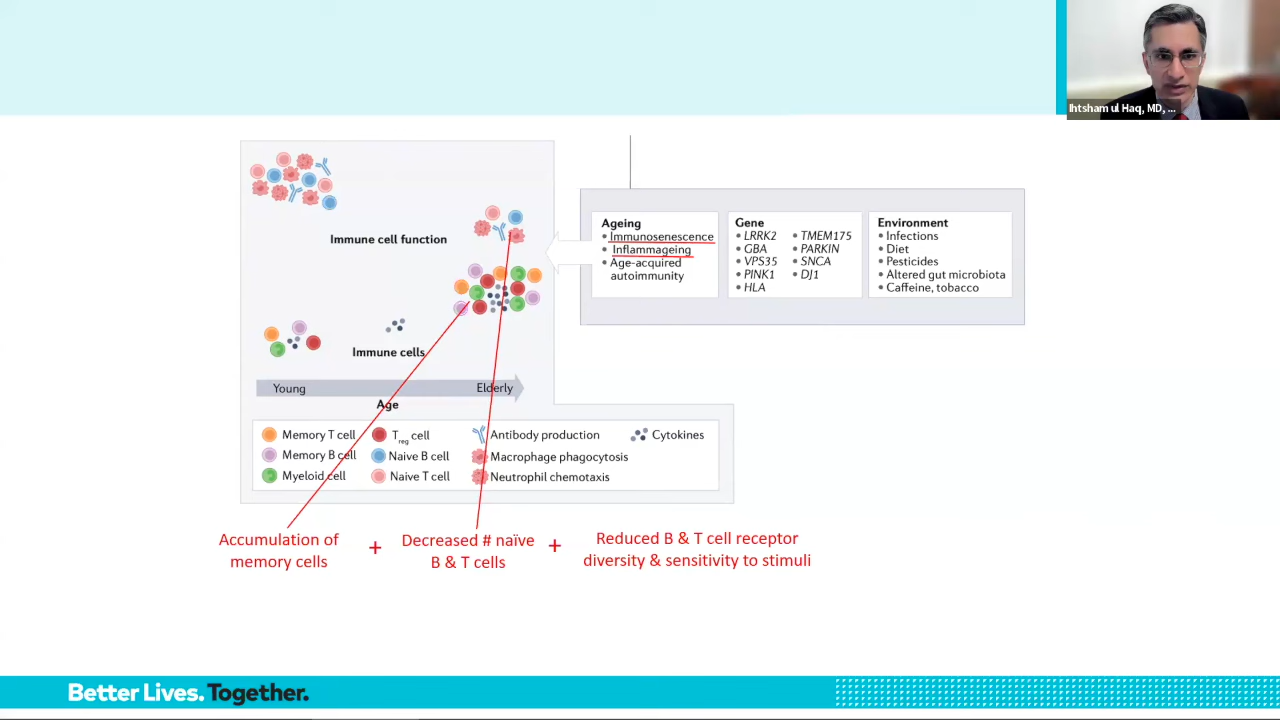 Ihtsham ul Haq, MD, ...
Immune cell function
Immune cells
Young
Elderly
Age
Memory T cell
Memory B cell
Myeloid cell
Treg cell
Naive B cell
Naive T cell
Antibody production
Macrophage phagocytosis
Neutrophil chemotaxis
Cytokines
Ageing
• Immunosenescence
• Inflammageing
• Age-acquired
autoimmunity
Gene
• LRRK2
• GBA
• VPS35
• PINK1
• HLA
• TMEM175
• PARKIN
• SNCA
• DJ1
Environment
• Infections
• Diet
• Pesticides
• Altered gut microbiota
• Caffeine, tobacco
Accumulation of
memory cells
+
Decreased # naïve
B & T cells
+
Reduced B & T cell receptor
diversity & sensitivity to stimuli
Better Lives. Together.